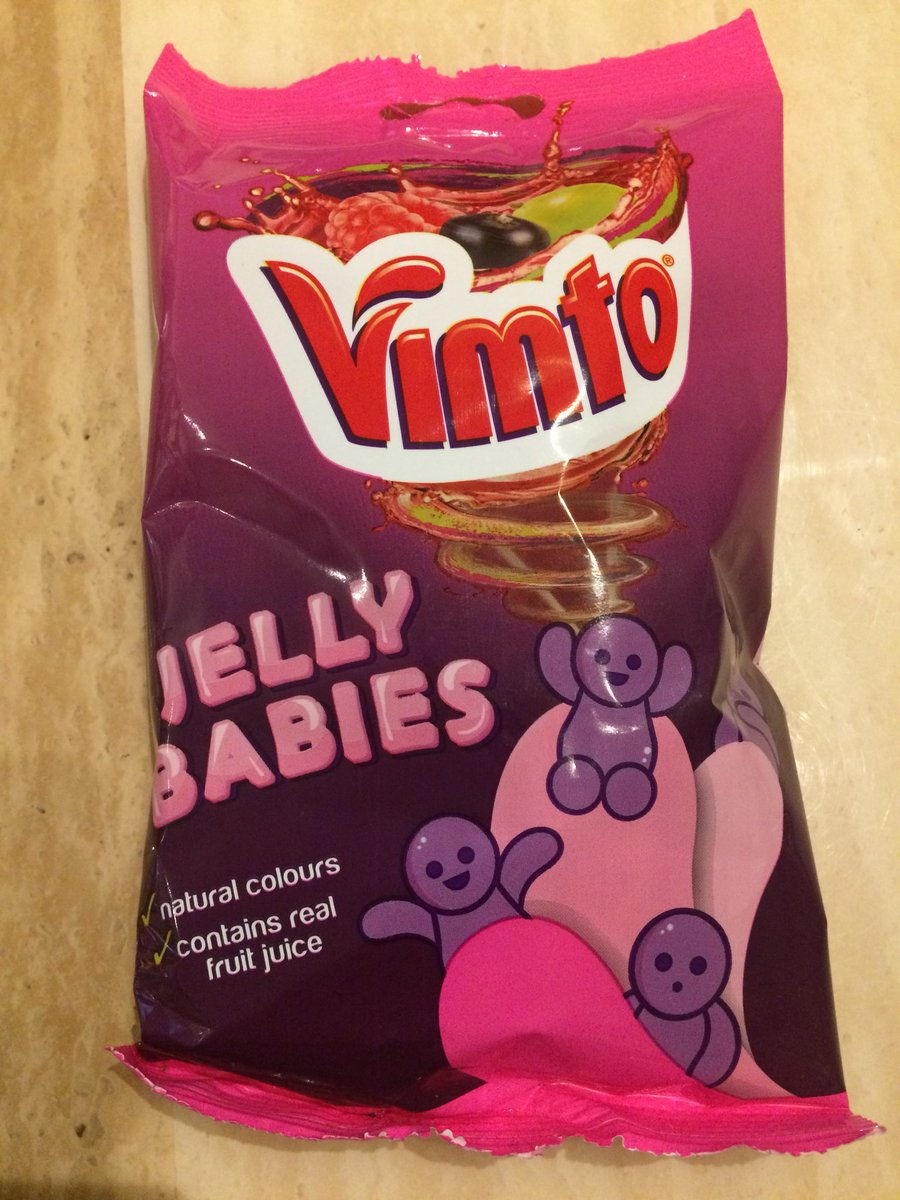 Vimto®
JELLY
BABIES
✓natural colours
✓contains real
fruit juice